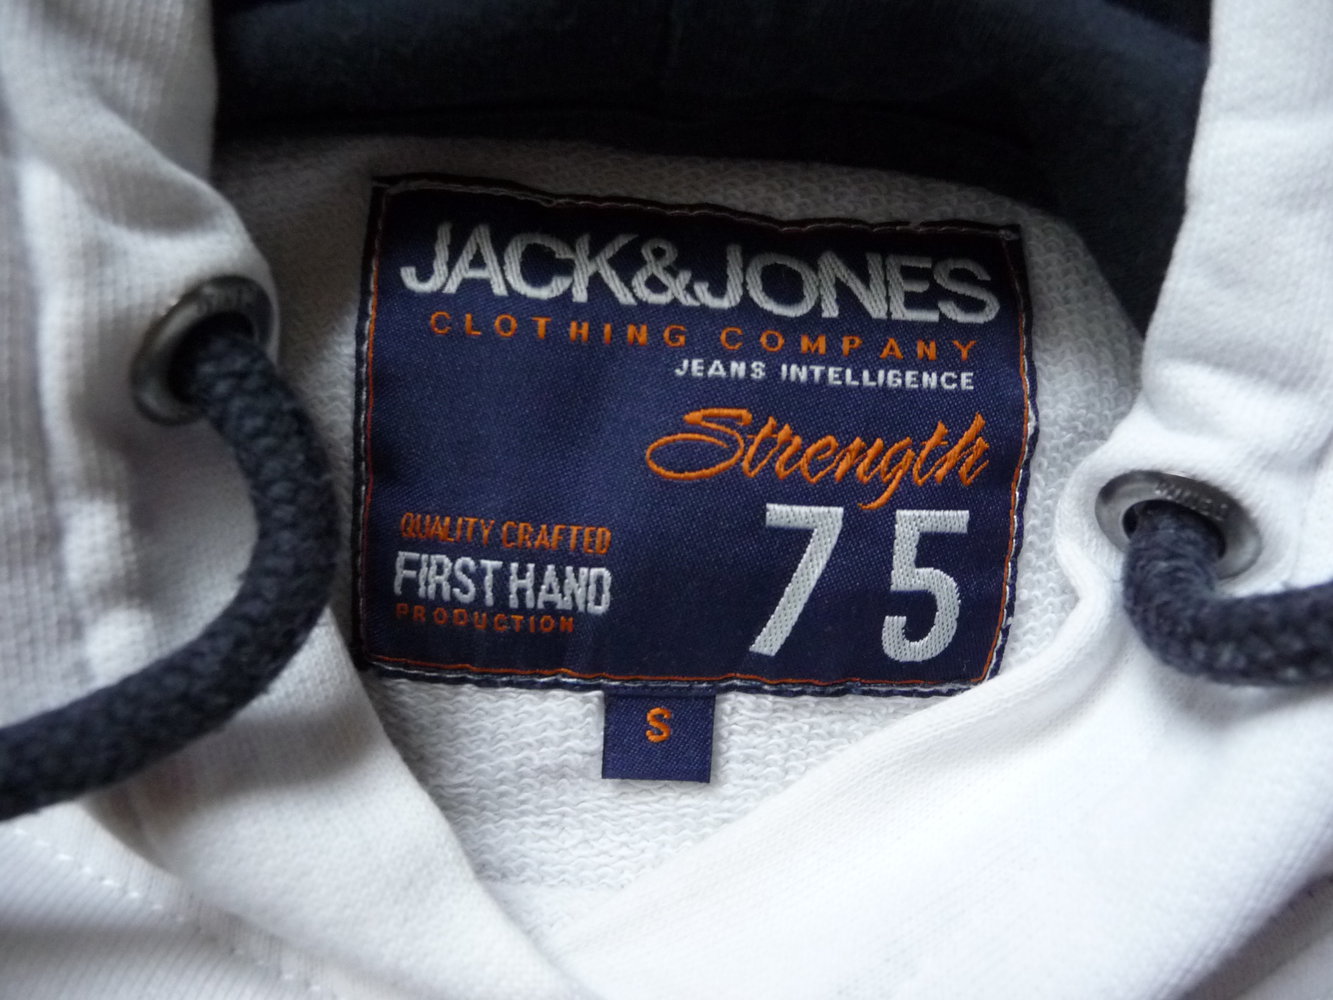 JACK&JONES
CLOTHING COMPANY
JEANS INTELLIGENCE
Strength
75
QUALITY CRAFTED
FIRST HAND
PRODUCTION
S